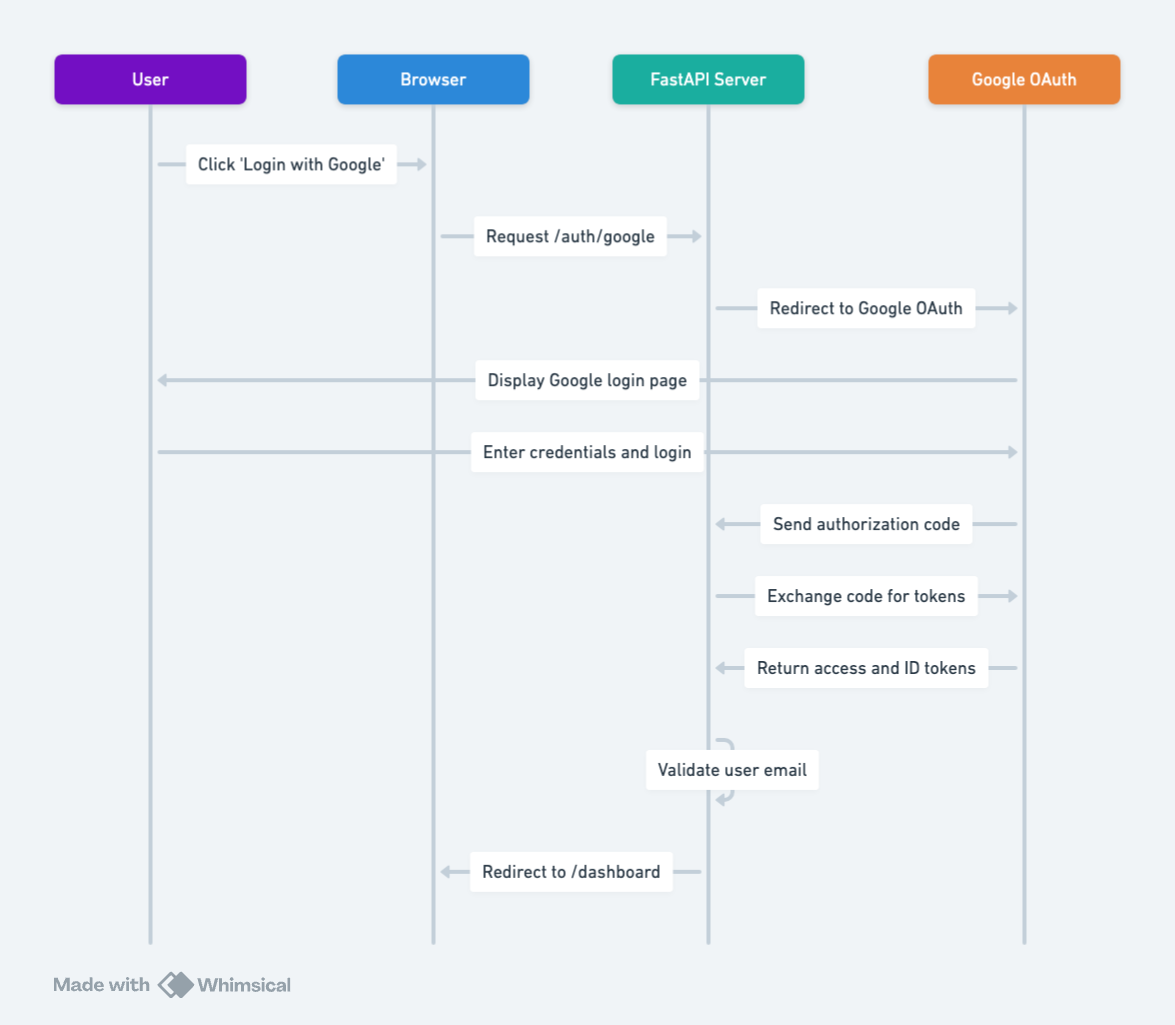 User
Browser
FastAPI Server
Google OAuth
Click 'Login with Google'
Request /auth/google
Redirect to Google OAuth
Display Google login page
Enter credentials and login
Send authorization code
Exchange code for tokens
Return access and ID tokens
Validate user email
Redirect to /dashboard
Made with Whimsical